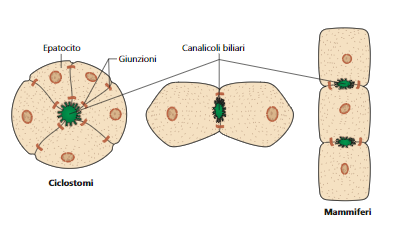 Epatocito
Giunzioni
Canalicoli biliari
Ciclostomi
Mammiferi